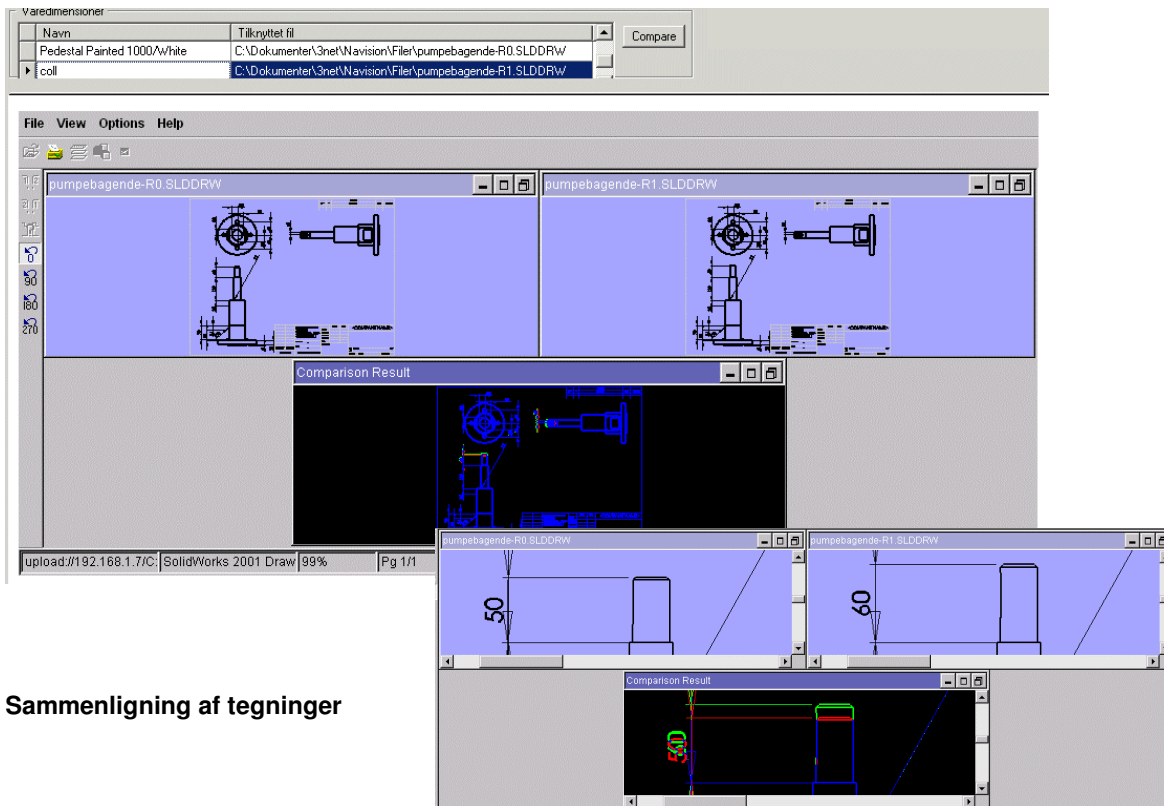 Varedimensioner
Navn Tilknyttet fil
Pedestal Painted 1000/White C:\Dokumenter\3net\Navision\Filer\pumpebagende-R0.SLDDRW
coll C:\Dokumenter\3net\Navision\Filer\pumpebagende-R1.SLDDRW
Compare
File View Options Help
0
90
180
270
pumpebagende-R0.SLDDRW
pumpebagende-R1.SLDDRW
Comparison Result
upload://192.168.1.7/C: SolidWorks 2001 Draw 99% Pg 1/1
pumpebagende-R0.SLDDRW
pumpebagende-R1.SLDDRW
50
60
Comparison Result
Sammenligning af tegninger